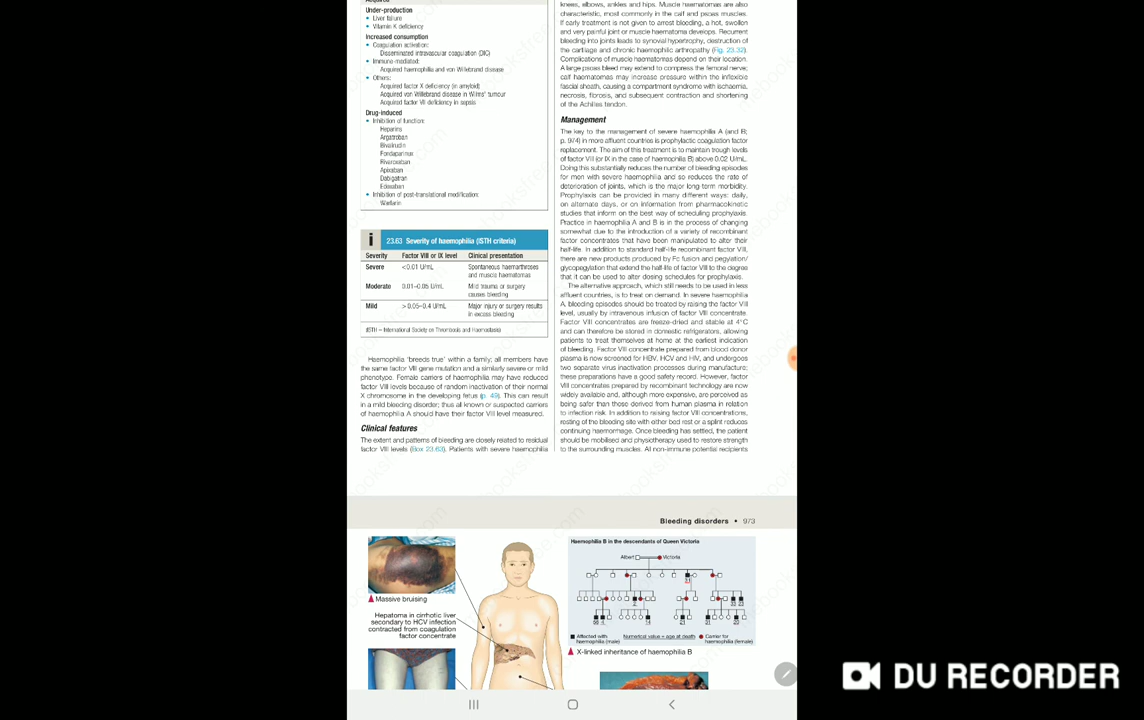 Under-production
• Liver failure
• Vitamin K deficiency
Increased consumption
• Coagulation activation:
Disseminated intravascular coagulation (DIC)
• Immune-mediated:
Acquired haemophilia and von Willebrand disease
• Others:
Acquired factor X deficiency (in amyloid)
Acquired von Willebrand disease in Wilms' tumour
Acquired factor VII deficiency in sepsis
Drug-induced
• Inhibition of function:
Heparins
Argatroban
Bivalirudin
Fondaparinux
Rivaroxaban
Apixaban
Dabigatran
Edoxaban
• Inhibition of post-translational modification:
Warfarin
i 23.63 Severity of haemophilia (ISTH criteria)
Severity Factor VIII or IX level Clinical presentation
Severe <0.01 U/mL Spontaneous haemarthroses
and muscle haematomas
Moderate 0.01–0.05 U/mL Mild trauma or surgery
causes bleeding
Mild >0.05–0.4 U/mL Major injury or surgery results
in excess bleeding
ISTH = International Society on Thrombosis and Haemostasis
Haemophilia 'breeds true' within a family; all members have
the same factor VIII gene mutation and a similarly severe or mild
phenotype. Female carriers of haemophilia may have reduced
factor VIII levels because of random inactivation of their normal
X chromosome in the developing fetus (p. 49). This can result
in a mild bleeding disorder; thus all known or suspected carriers
of haemophilia A should have their factor VIII level measured.
Clinical features
The extent and patterns of bleeding are closely related to residual
factor VIII levels (Box 23.63). Patients with severe haemophilia
knees, elbows, ankles and hips. Muscle haematomas are also
characteristic, most commonly in the calf and psoas muscles.
If early treatment is not given to arrest bleeding, a hot, swollen
and very painful joint or muscle haematoma develops. Recurrent
bleeding into joints leads to synovial hypertrophy, destruction of
the cartilage and chronic haemophilic arthropathy (Fig. 23.32).
Complications of muscle haematomas depend on their location.
A large psoas bleed may extend to compress the femoral nerve;
calf haematomas may increase pressure within the inflexible
fascial sheath, causing a compartment syndrome with ischaemia,
necrosis, fibrosis, and subsequent contraction and shortening
of the Achilles tendon.
Management
The key to the management of severe haemophilia A (and B;
p. 974) in more affluent countries is prophylactic coagulation factor
replacement. The aim of this treatment is to maintain trough levels
of factor VIII (or IX in the case of haemophilia B) above 0.02 U/mL.
Doing this substantially reduces the number of bleeding episodes
for men with severe haemophilia and so reduces the rate of
deterioration of joints, which is the major long-term morbidity.
Prophylaxis can be provided in many different ways: daily,
on alternate days, or on information from pharmacokinetic
studies that inform on the best way of scheduling prophylaxis.
Practice in haemophilia A and B is in the process of changing
somewhat due to the introduction of a variety of recombinant
factor concentrates that have been manipulated to alter their
half-life. In addition to standard half-life recombinant factor VIII,
there are new products produced by Fc fusion and pegylation/
glycopegylation that extend the half-life of factor VIII to the degree
that it can be used to alter dosing schedules for prophylaxis.
The alternative approach, which still needs to be used in less
affluent countries, is to treat on demand. In severe haemophilia
A, bleeding episodes should be treated by raising the factor VIII
level, usually by intravenous infusion of factor VIII concentrate.
Factor VIII concentrates are freeze-dried and stable at 4°C
and can therefore be stored in domestic refrigerators, allowing
patients to treat themselves at home at the earliest indication
of bleeding. Factor VIII concentrate prepared from blood donor
plasma is now screened for HBV, HCV and HIV, and undergoes
two separate virus inactivation processes during manufacture;
these preparations have a good safety record. However, factor
VIII concentrates prepared by recombinant technology are now
widely available and, although more expensive, are perceived as
being safer than those derived from human plasma in relation
to infection risk. In addition to raising factor VIII concentrations,
resting of the bleeding site with either bed rest or a splint reduces
continuing haemorrhage. Once bleeding has settled, the patient
should be mobilised and physiotherapy used to restore strength
to the surrounding muscles. All non-immune potential recipients
Bleeding disorders • 973
Massive bruising
Hepatoma in cirrhotic liver
secondary to HCV infection
contracted from coagulation
factor concentrate
Haemophilia B in the descendants of Queen Victoria
Albert Victoria
Affected with
haemophilia (male)
Numerical value = age at death
Carrier for
haemophilia (female)
X-linked inheritance of haemophilia B
DU RECORDER